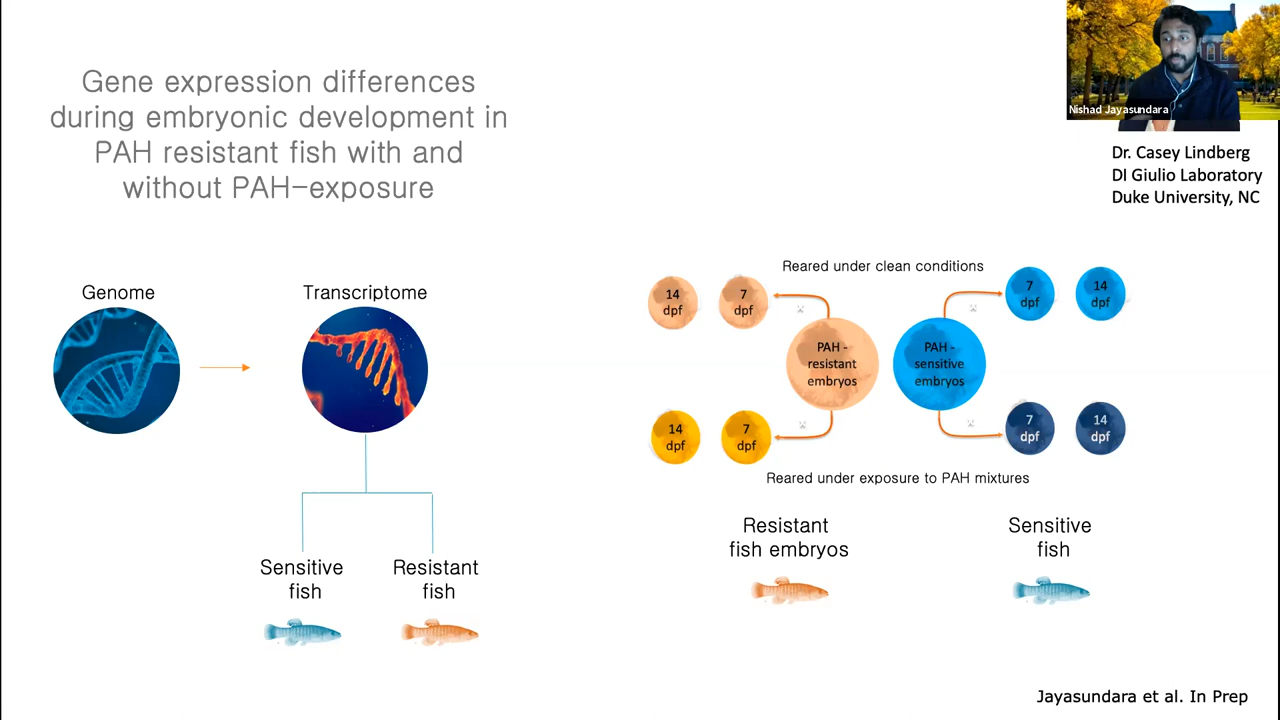 Gene expression differences
during embryonic development in
PAH resistant fish with and
without PAH-exposure
Nishad Jayasundara
Dr. Casey Lindberg
DI Giulio Laboratory
Duke University, NC
Genome
Transcriptome
Sensitive
fish
Resistant
fish
Reared under clean conditions
14
dpf
7
dpf
7
dpf
14
dpf
PAH -
resistant
embryos
PAH -
sensitive
embryos
14
dpf
7
dpf
7
dpf
14
dpf
Reared under exposure to PAH mixtures
Resistant
fish embryos
Sensitive
fish
Jayasundara et al. In Prep